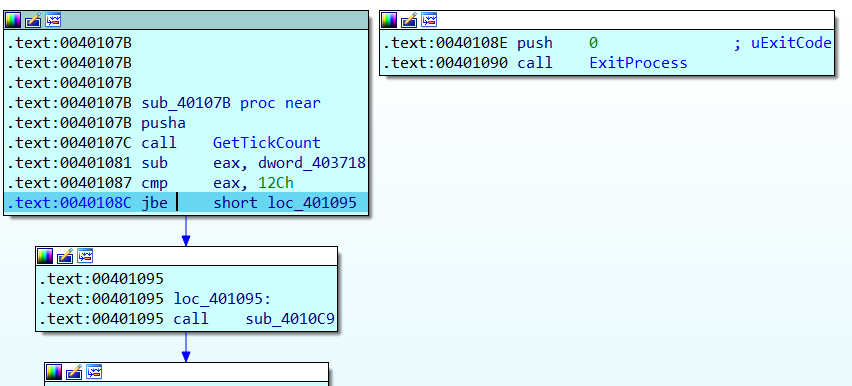 .text:0040107B
.text:0040107B
.text:0040107B
.text:0040107B sub_40107B proc near
.text:0040107B pusha
.text:0040107C call    GetTickCount
.text:00401081 sub     eax, dword_403718
.text:00401087 cmp     eax, 12Ch
.text:0040108C jbe     short loc_401095
.text:0040108E push    0               ; uExitCode
.text:00401090 call    ExitProcess
.text:00401095
.text:00401095 loc_401095:
.text:00401095 call    sub_4010C9